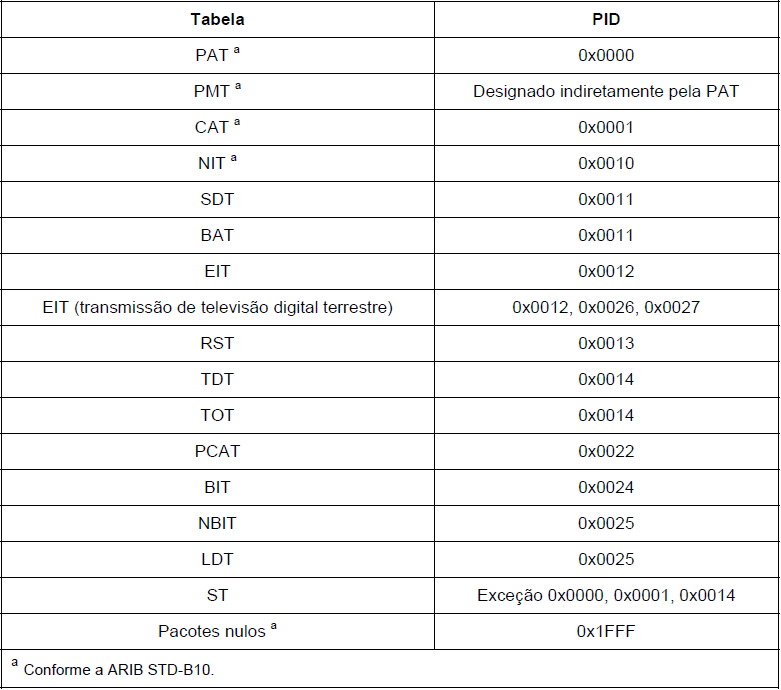 Tabela PID
PAT a 0x0000
PMT a Designado indiretamente pela PAT
CAT a 0x0001
NIT a 0x0010
SDT 0x0011
BAT 0x0011
EIT 0x0012
EIT (transmissão de televisão digital terrestre) 0x0012, 0x0026, 0x0027
RST 0x0013
TDT 0x0014
TOT 0x0014
PCAT 0x0022
BIT 0x0024
NBIT 0x0025
LDT 0x0025
ST Exceção 0x0000, 0x0001, 0x0014
Pacotes nulos a 0x1FFF
a Conforme a ARIB STD-B10.